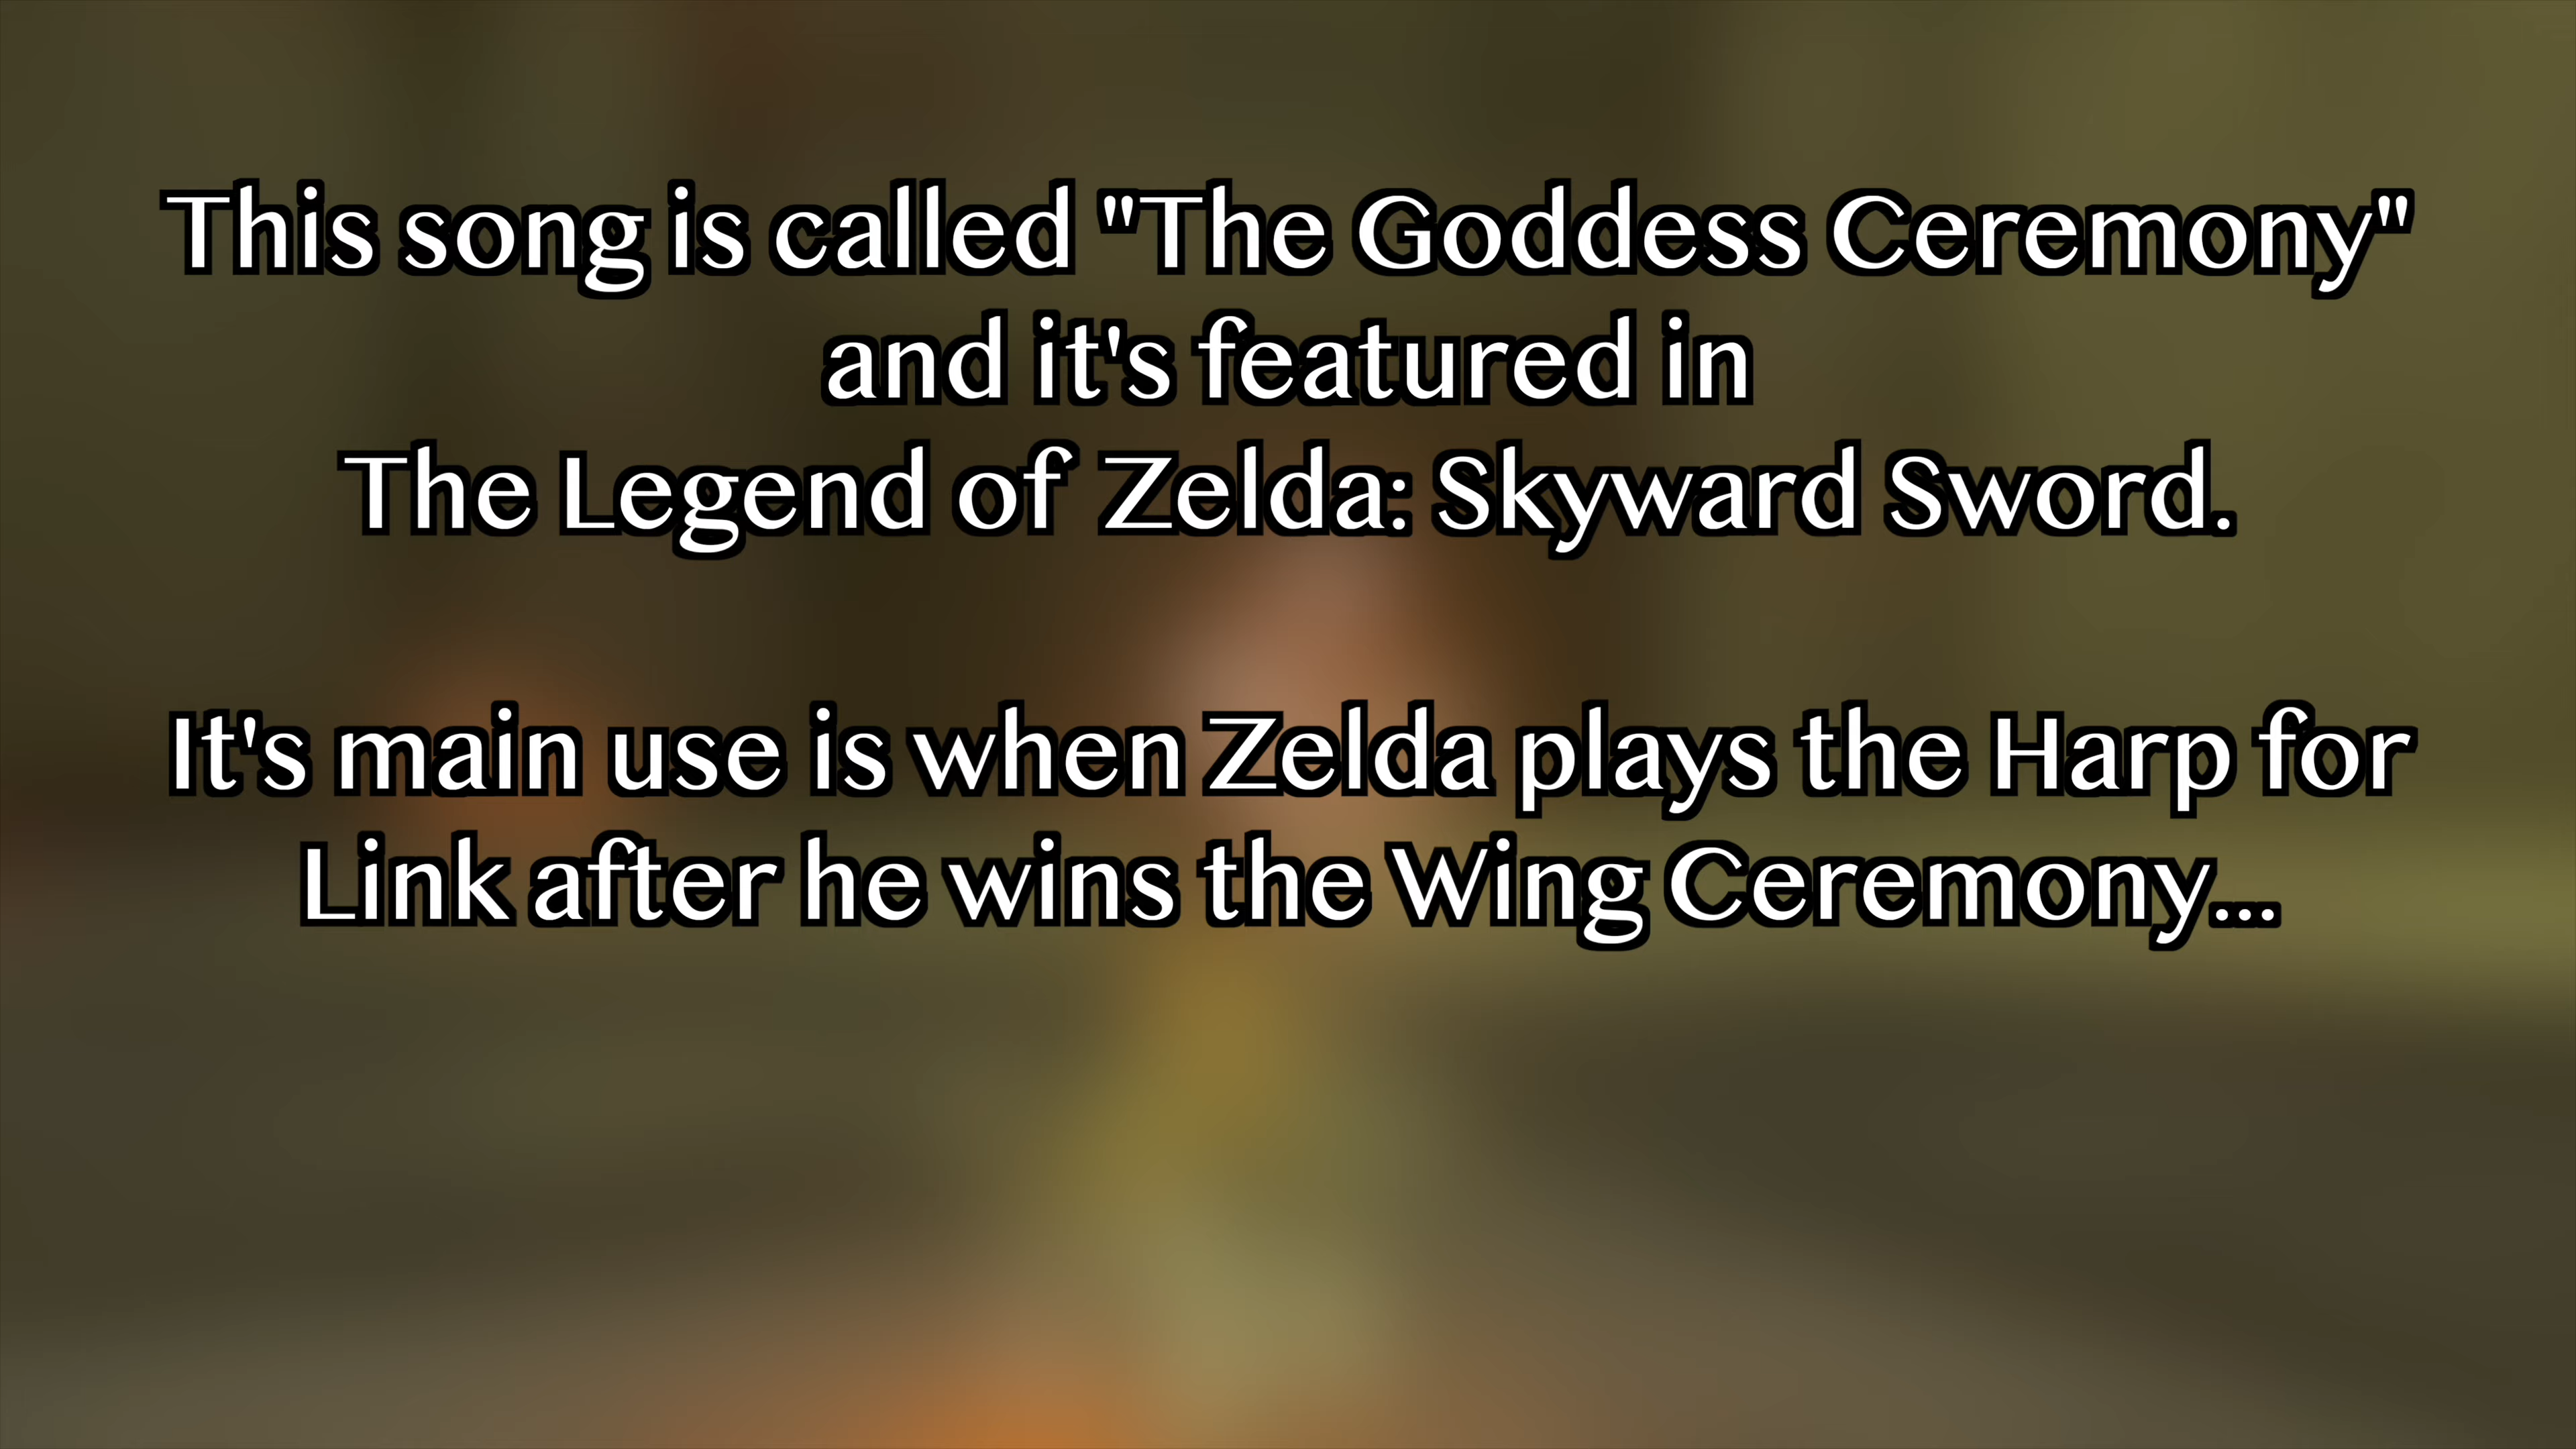 This song is called "The Goddess Ceremony"
and it's featured in
The Legend of Zelda: Skyward Sword.
It's main use is when Zelda plays the Harp for
Link after he wins the Wing Ceremony...